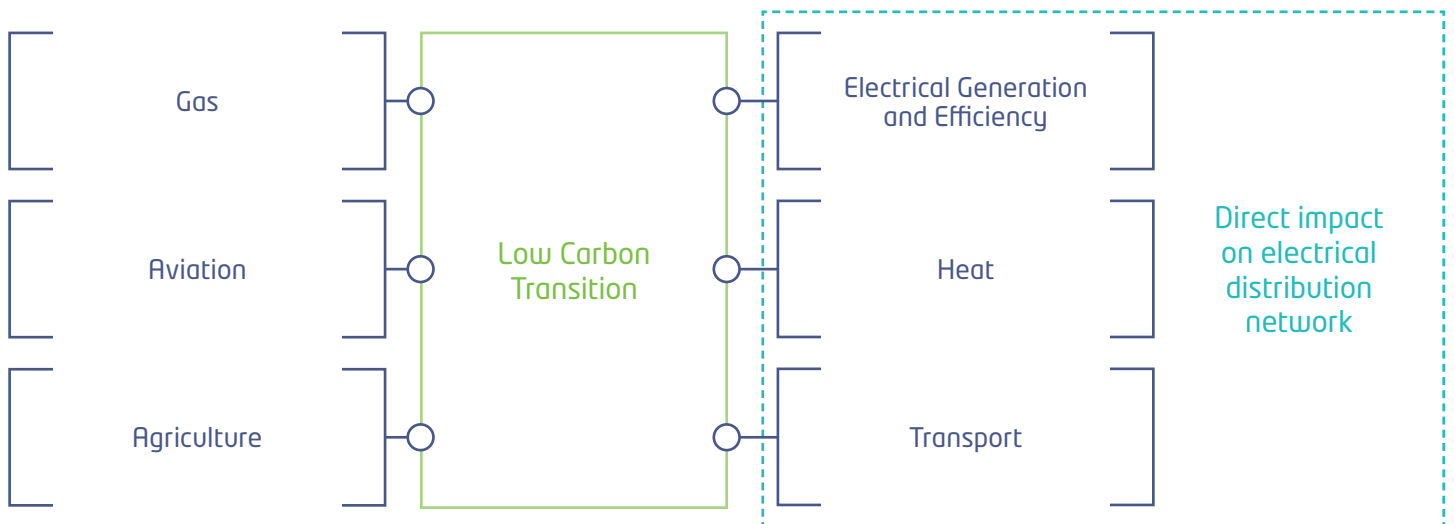 Gas
Aviation
Agriculture
Low Carbon
Transition
Electrical Generation
and Efficiency
Heat
Transport
Direct impact
on electrical
distribution
network